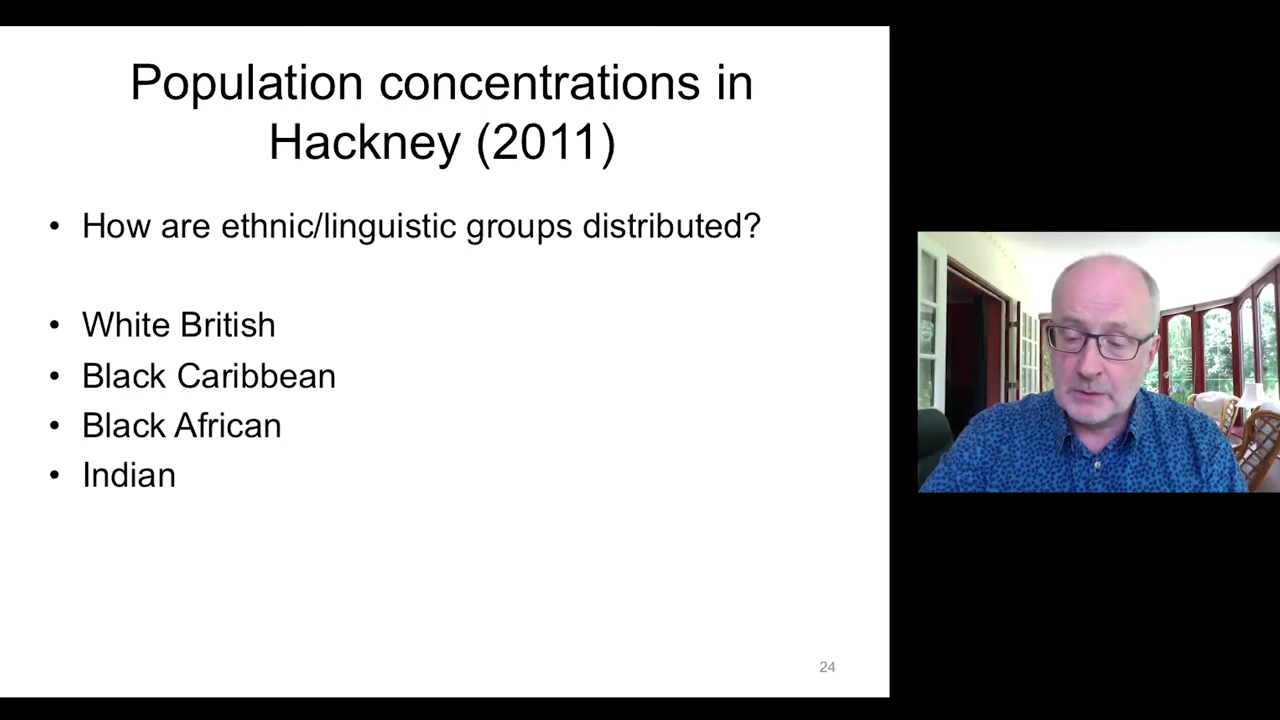 Population concentrations in
Hackney (2011)
• How are ethnic/linguistic groups distributed?
• White British
• Black Caribbean
• Black African
• Indian
24